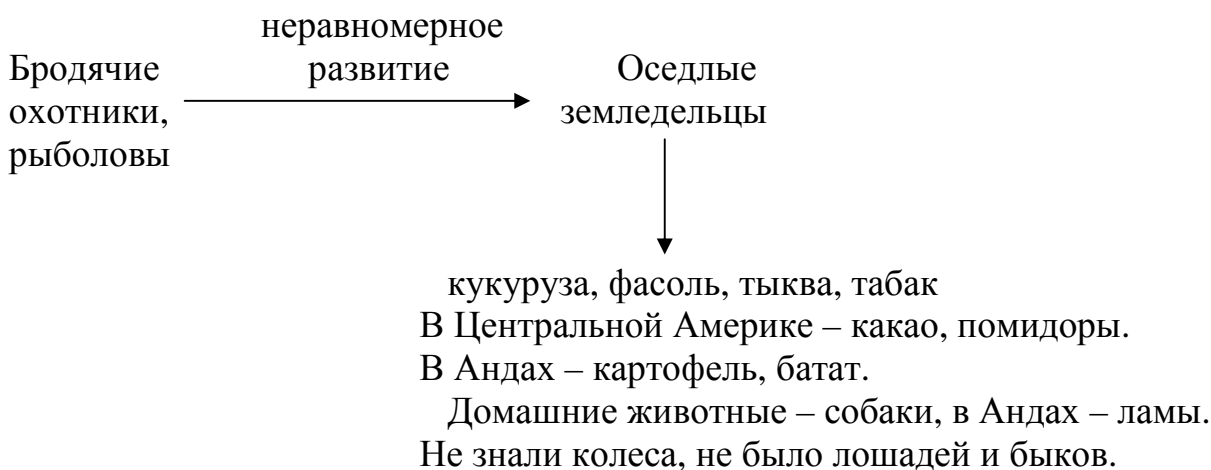 неравномерное
Бродячие развитие Оседлые
охотники, земледельцы
рыболовы
кукуруза, фасоль, тыква, табак
В Центральной Америке – какао, помидоры.
В Андах – картофель, батат.
Домашние животные – собаки, в Андах – ламы.
Не знали колеса, не было лошадей и быков.